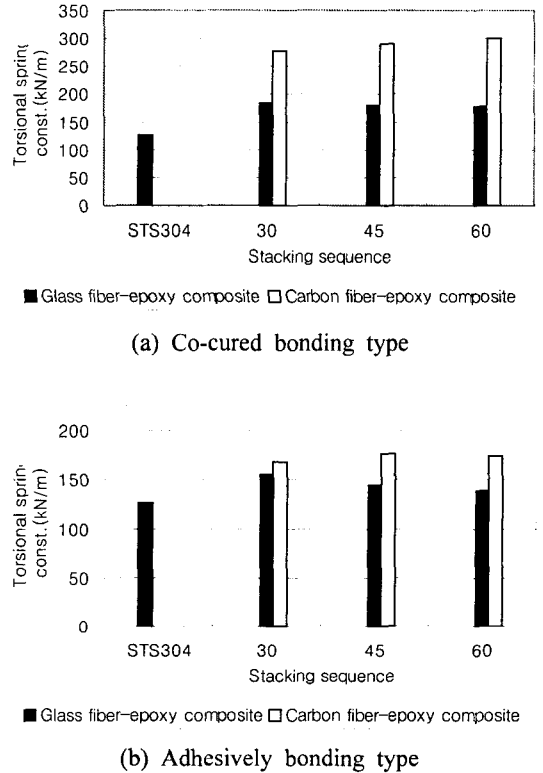 350
300
250
200
150
100
50
0
Torsional sprin
const.(kN/m)
STS304 30 45 60
Stacking sequence
■ Glass fiber-epoxy composite □ Carbon fiber-epoxy composite
(a) Co-cured bonding type
200
150
100
50
0
Torsional sprin
const.(kN/m)
STS304 30 45 60
Stacking sequence
■ Glass fiber-epoxy composite □ Carbon fiber-epoxy composite
(b) Adhesively bonding type